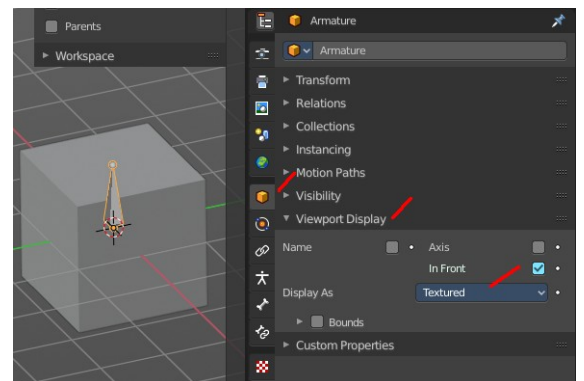 Parents
Workspace
Armature
Armature
Transform
Relations
Collections
Instancing
Motion Paths
Visibility
Viewport Display
Name
Axis
In Front
Display As
Textured
Bounds
Custom Properties